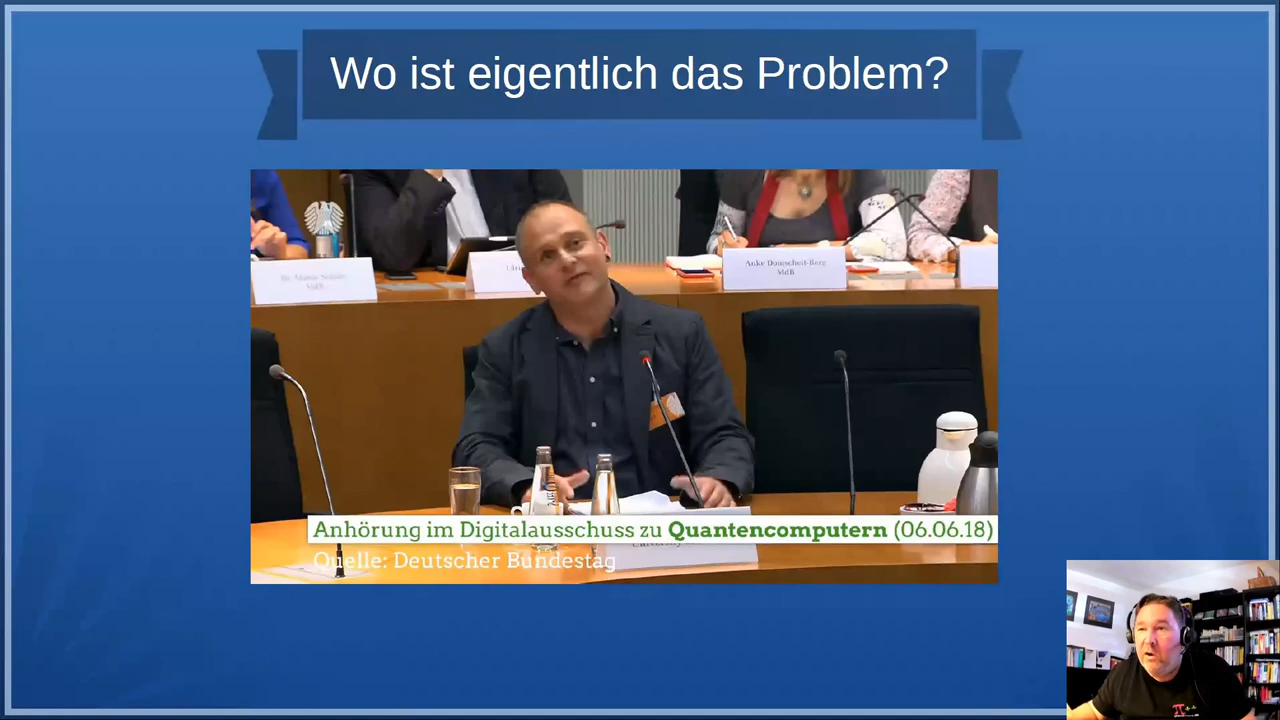 Wo ist eigentlich das Problem?
MdB
Anke Domscheit-Berg
MdB
Anhörung im Digitalausschuss zu Quantencomputern (06.06.18)
Quelle: Deutscher Bundestag